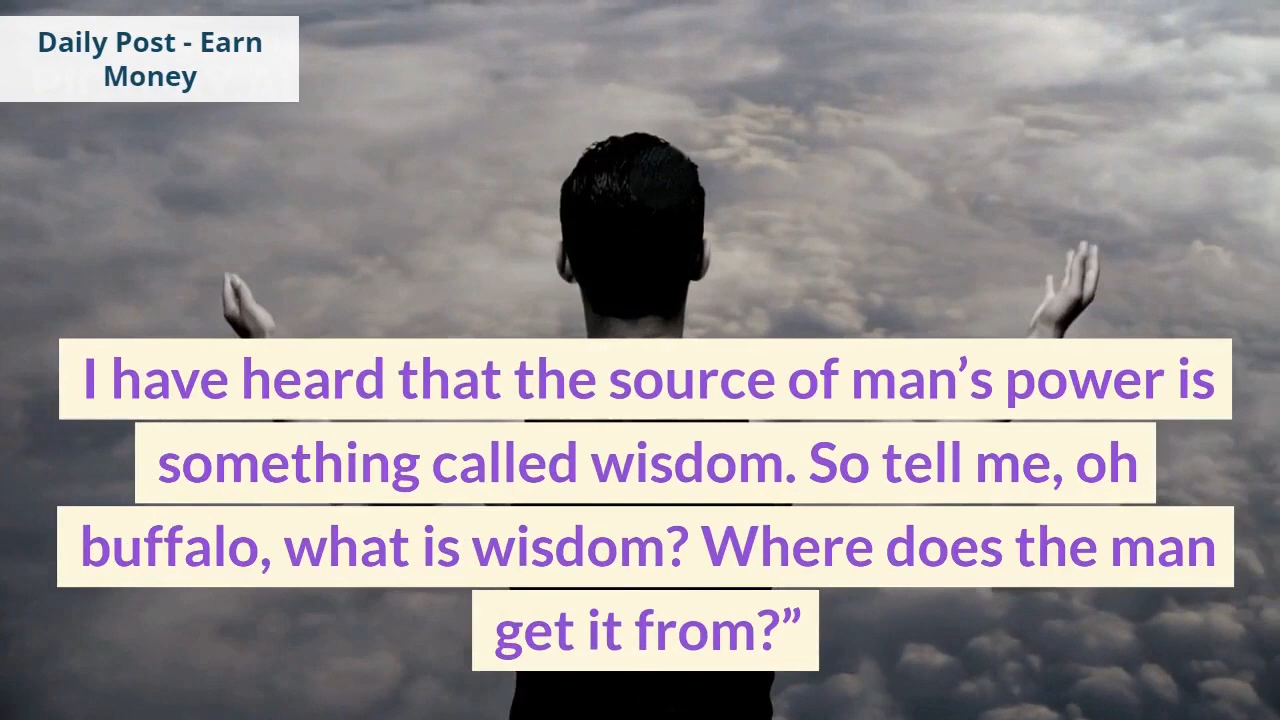 Daily Post - Earn
Money
I have heard that the source of man’s power is
something called wisdom. So tell me, oh
buffalo, what is wisdom? Where does the man
get it from?”